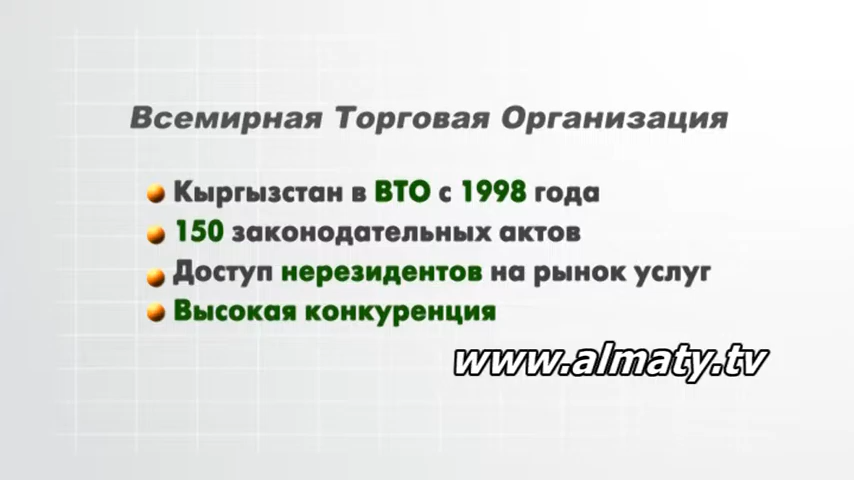 Всемирная Торговая Организация
Кыргызстан в ВТО с 1998 года
150 законодательных актов
Доступ нерезидентов на рынок услуг
Высокая конкуренция
www.almaty.tv